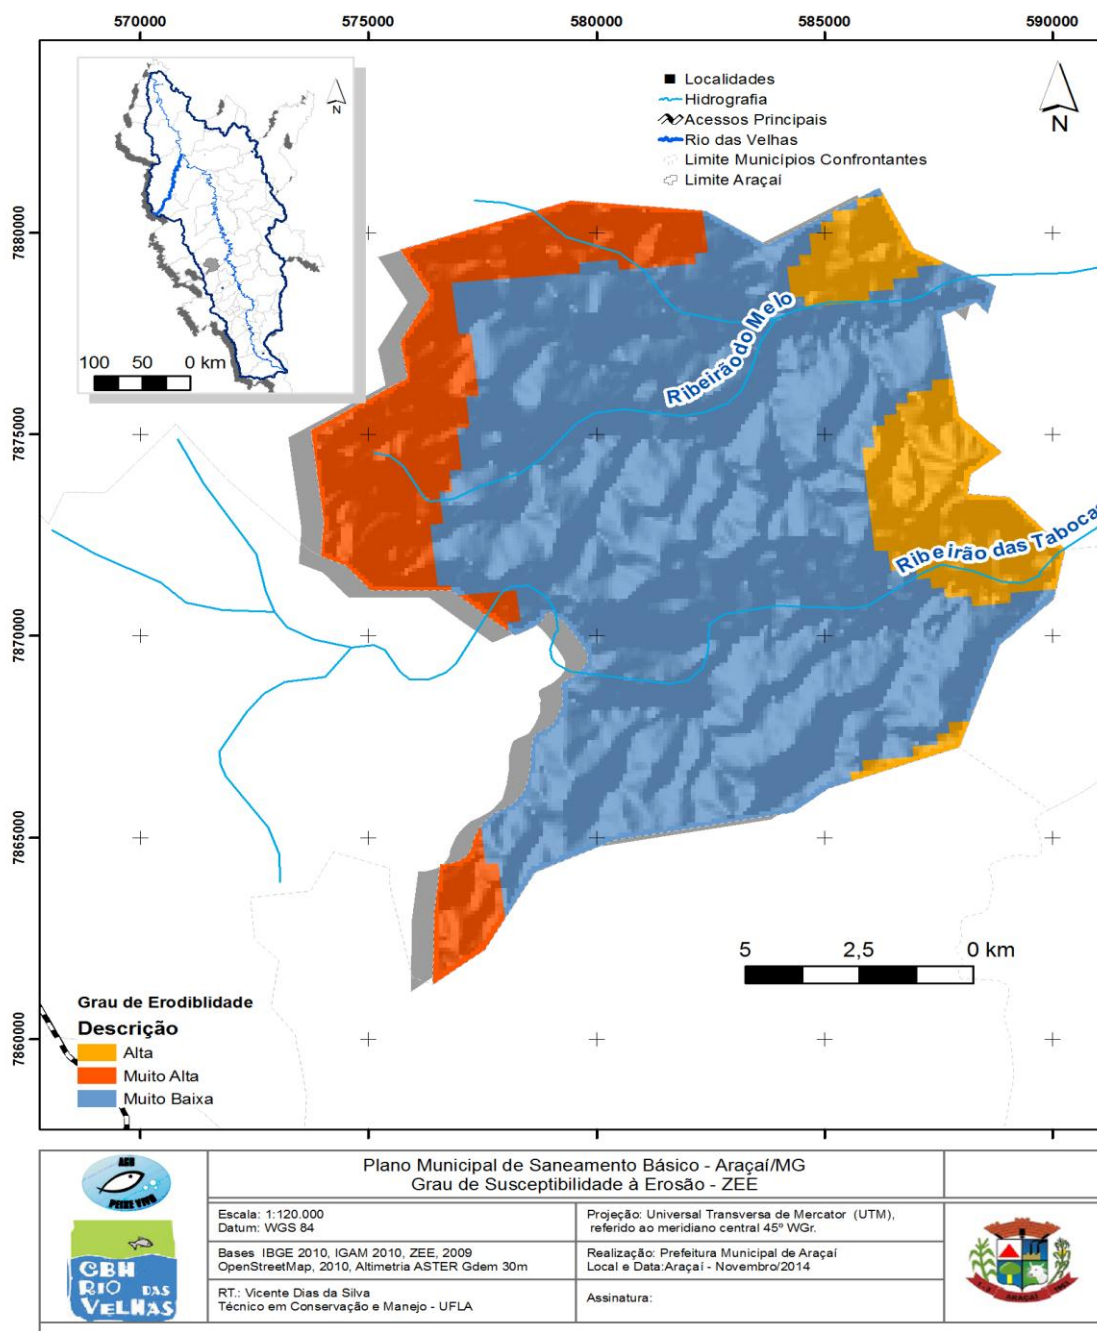 570000
575000
580000
585000
590000
N
100 50 0 km
Localidades
Hidrografia
Acessos Principais
Rio das Velhas
Limite Municípios Confrontantes
Limite Araçaí
N
7880000
7875000
7870000
7865000
7860000
Ribeirão do Melo
Ribeirão das Tabocas
5 2,5 0 km
Grau de Erodiblidade
Descrição
Alta
Muito Alta
Muito Baixa
AGB
PEIXE VIVO
CBH
RIO DAS
VELHAS
Plano Municipal de Saneamento Básico - Araçaí/MG
Grau de Susceptibilidade à Erosão - ZEE
Escala: 1:120.000
Datum: WGS 84
Projeção: Universal Transversa de Mercator (UTM),
referido ao meridiano central 45º WGr.
Bases IBGE 2010, IGAM 2010, ZEE, 2009
OpenStreetMap, 2010, Altimetria ASTER Gdem 30m
Realização: Prefeitura Municipal de Araçaí
Local e Data:Araçaí - Novembro/2014
RT.: Vicente Dias da Silva
Técnico em Conservação e Manejo - UFLA
Assinatura:
ARAÇAÍ